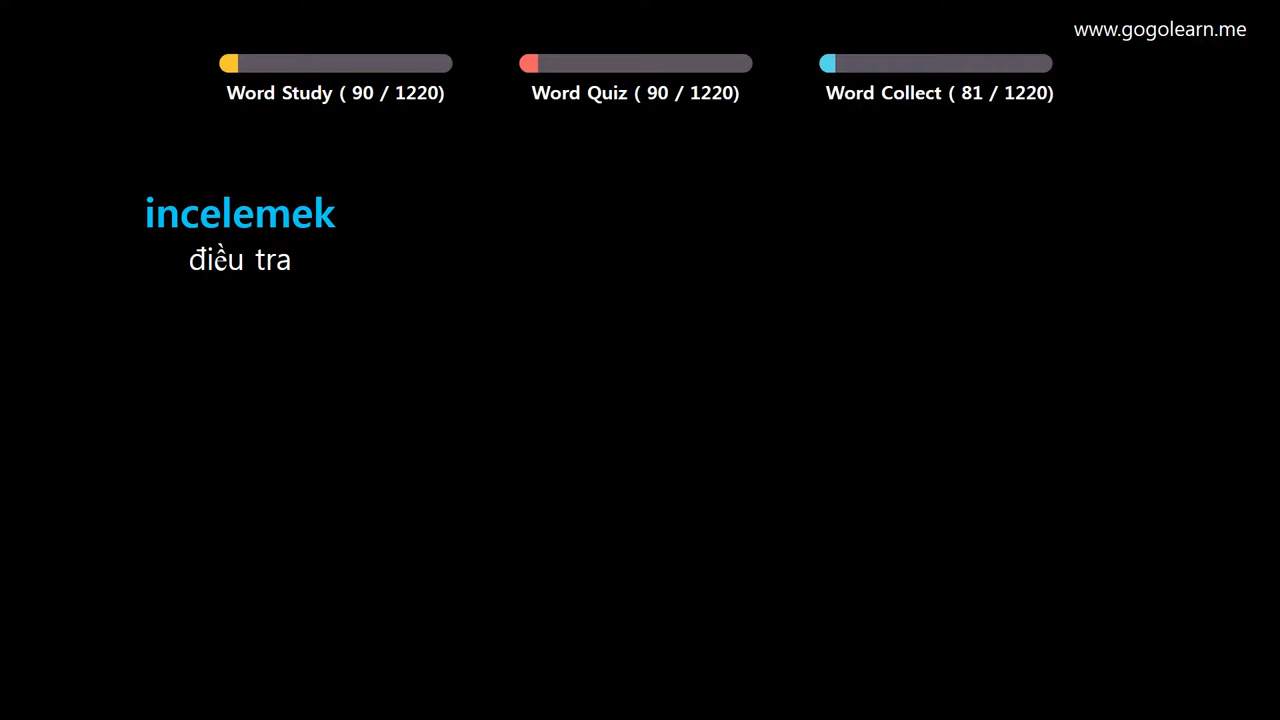 www.gogolearn.me
Word Study ( 90 / 1220)
Word Quiz ( 90 / 1220)
Word Collect ( 81 / 1220)
incelemek
điều tra